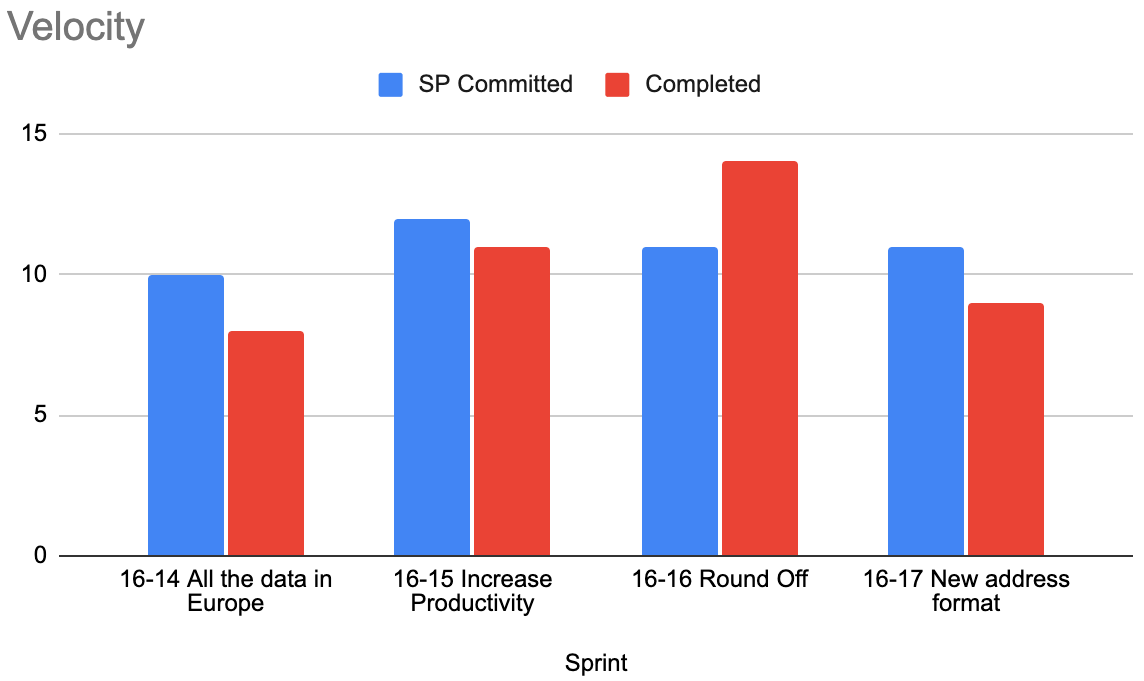 Velocity
SP Committed Completed
15
10
5
0
16-14 All the data in Europe
16-15 Increase Productivity
16-16 Round Off
16-17 New address format
Sprint